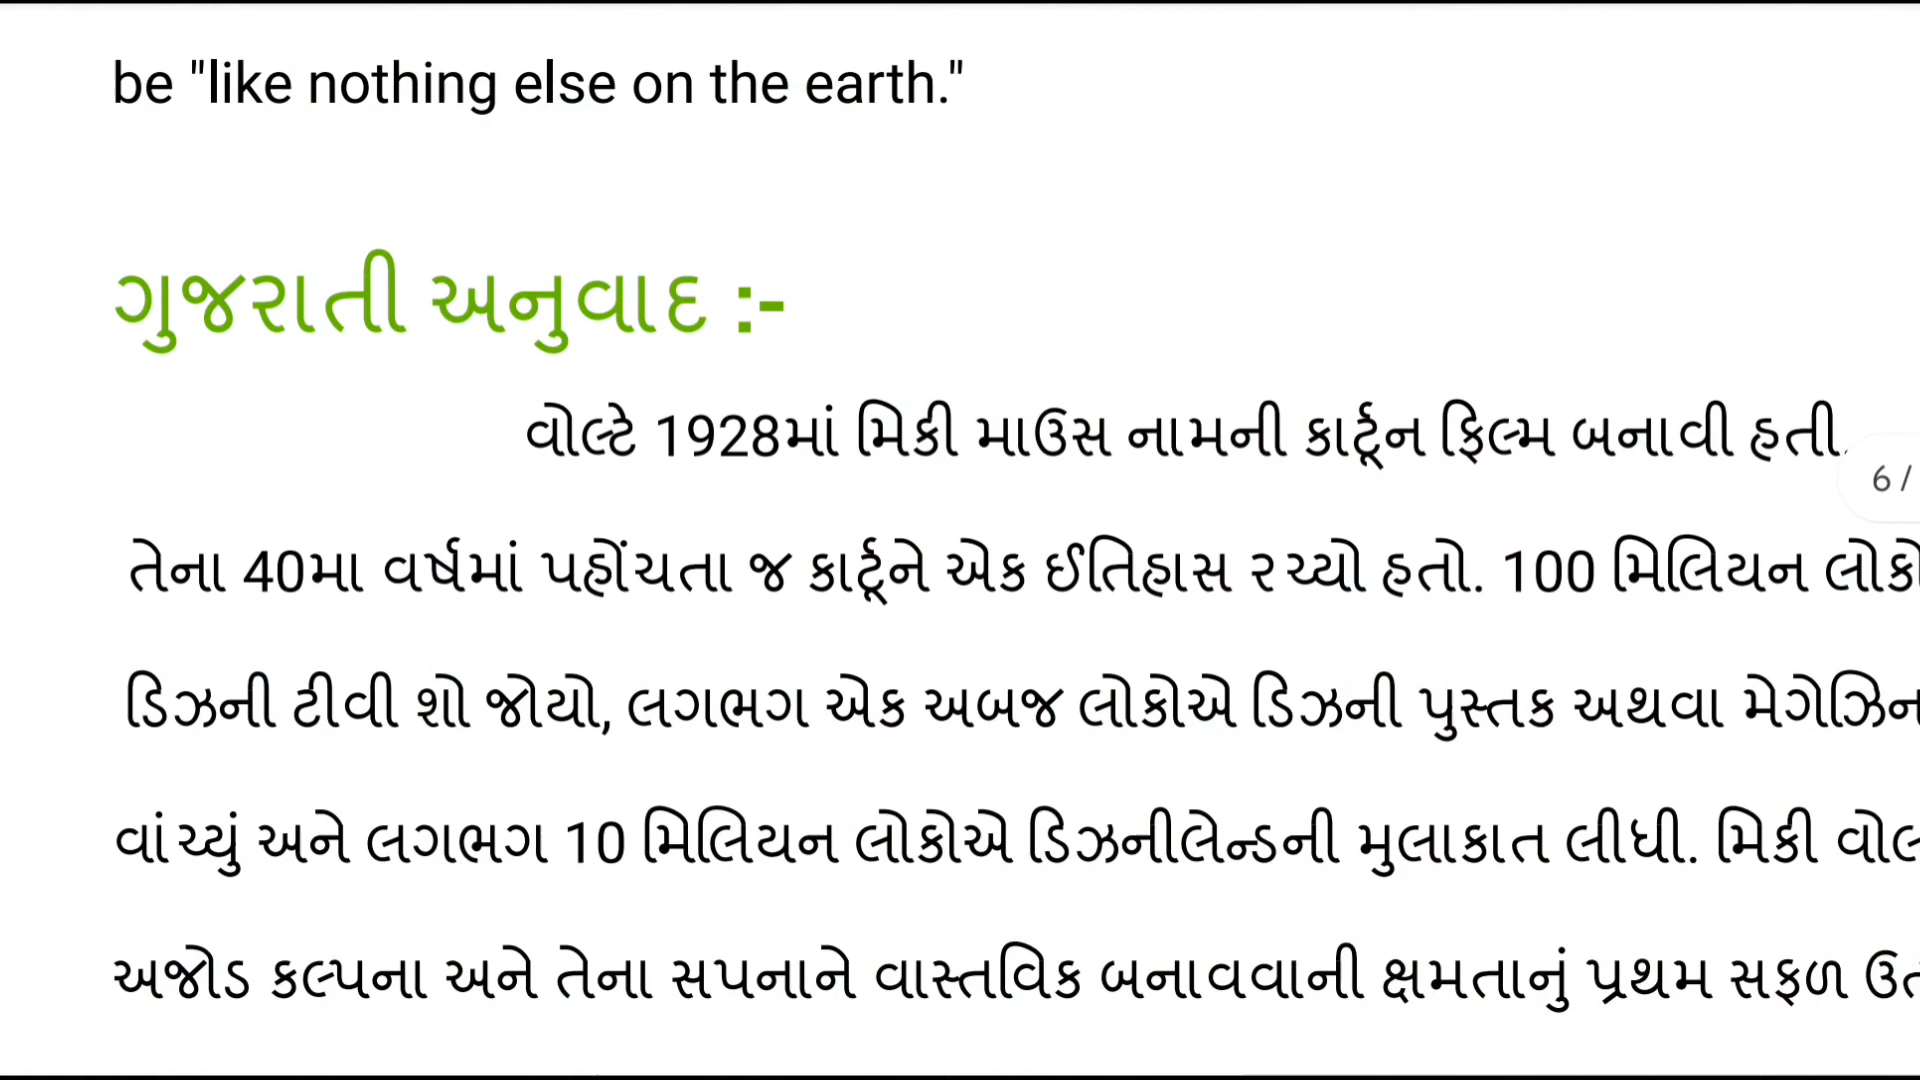 be "like nothing else on the earth."
ગુજરાતી અનુવાદ :-
વોલ્ટે 1928માં મિકી માઉસ નામની કાર્ટૂન ફિલ્મ બનાવી હતી.
6 /
તેના 40મા વર્ષમાં પહોંચતા જ કાર્ટૂને એક ઈતિહાસ રચ્યો હતો. 100 મિલિયન
ડિઝની ટીવી શો જોયો, લગભગ એક અબજ લોકોએ ડિઝની પુસ્તક અથવા મેગેઝિન
વાંચ્યું અને લગભગ 10 મિલિયન લોકોએ ડિઝનીલેન્ડની મુલાકાત લીધી. મિકી
અજોડ કલ્પના અને તેના સપનાને વાસ્તવિક બનાવવાની ક્ષમતાનું પ્રથમ સફળ